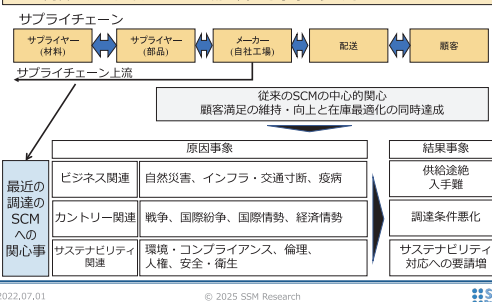 サプライチェーン
サプライヤー
(材料)
サプライヤー
(部品)
メーカー
(自社工場)
配送
顧客
サプライチェーン上流
従来のSCMの中心的関心
顧客満足の維持・向上と在庫最適化の同時達成
最近の
調達の
SCM
への
関心事
原因事象
結果事象
ビジネス関連
自然災害、インフラ・交通寸断、疫病
供給途絶
入手難
カントリー関連
戦争、国際紛争、国際情勢、経済情勢
調達条件悪化
サステナビリティ
関連
環境・コンプライアンス、倫理、
人権、安全・衛生
サステナビリティ
対応への要請増
2022,07,01
© 2025 SSM Research